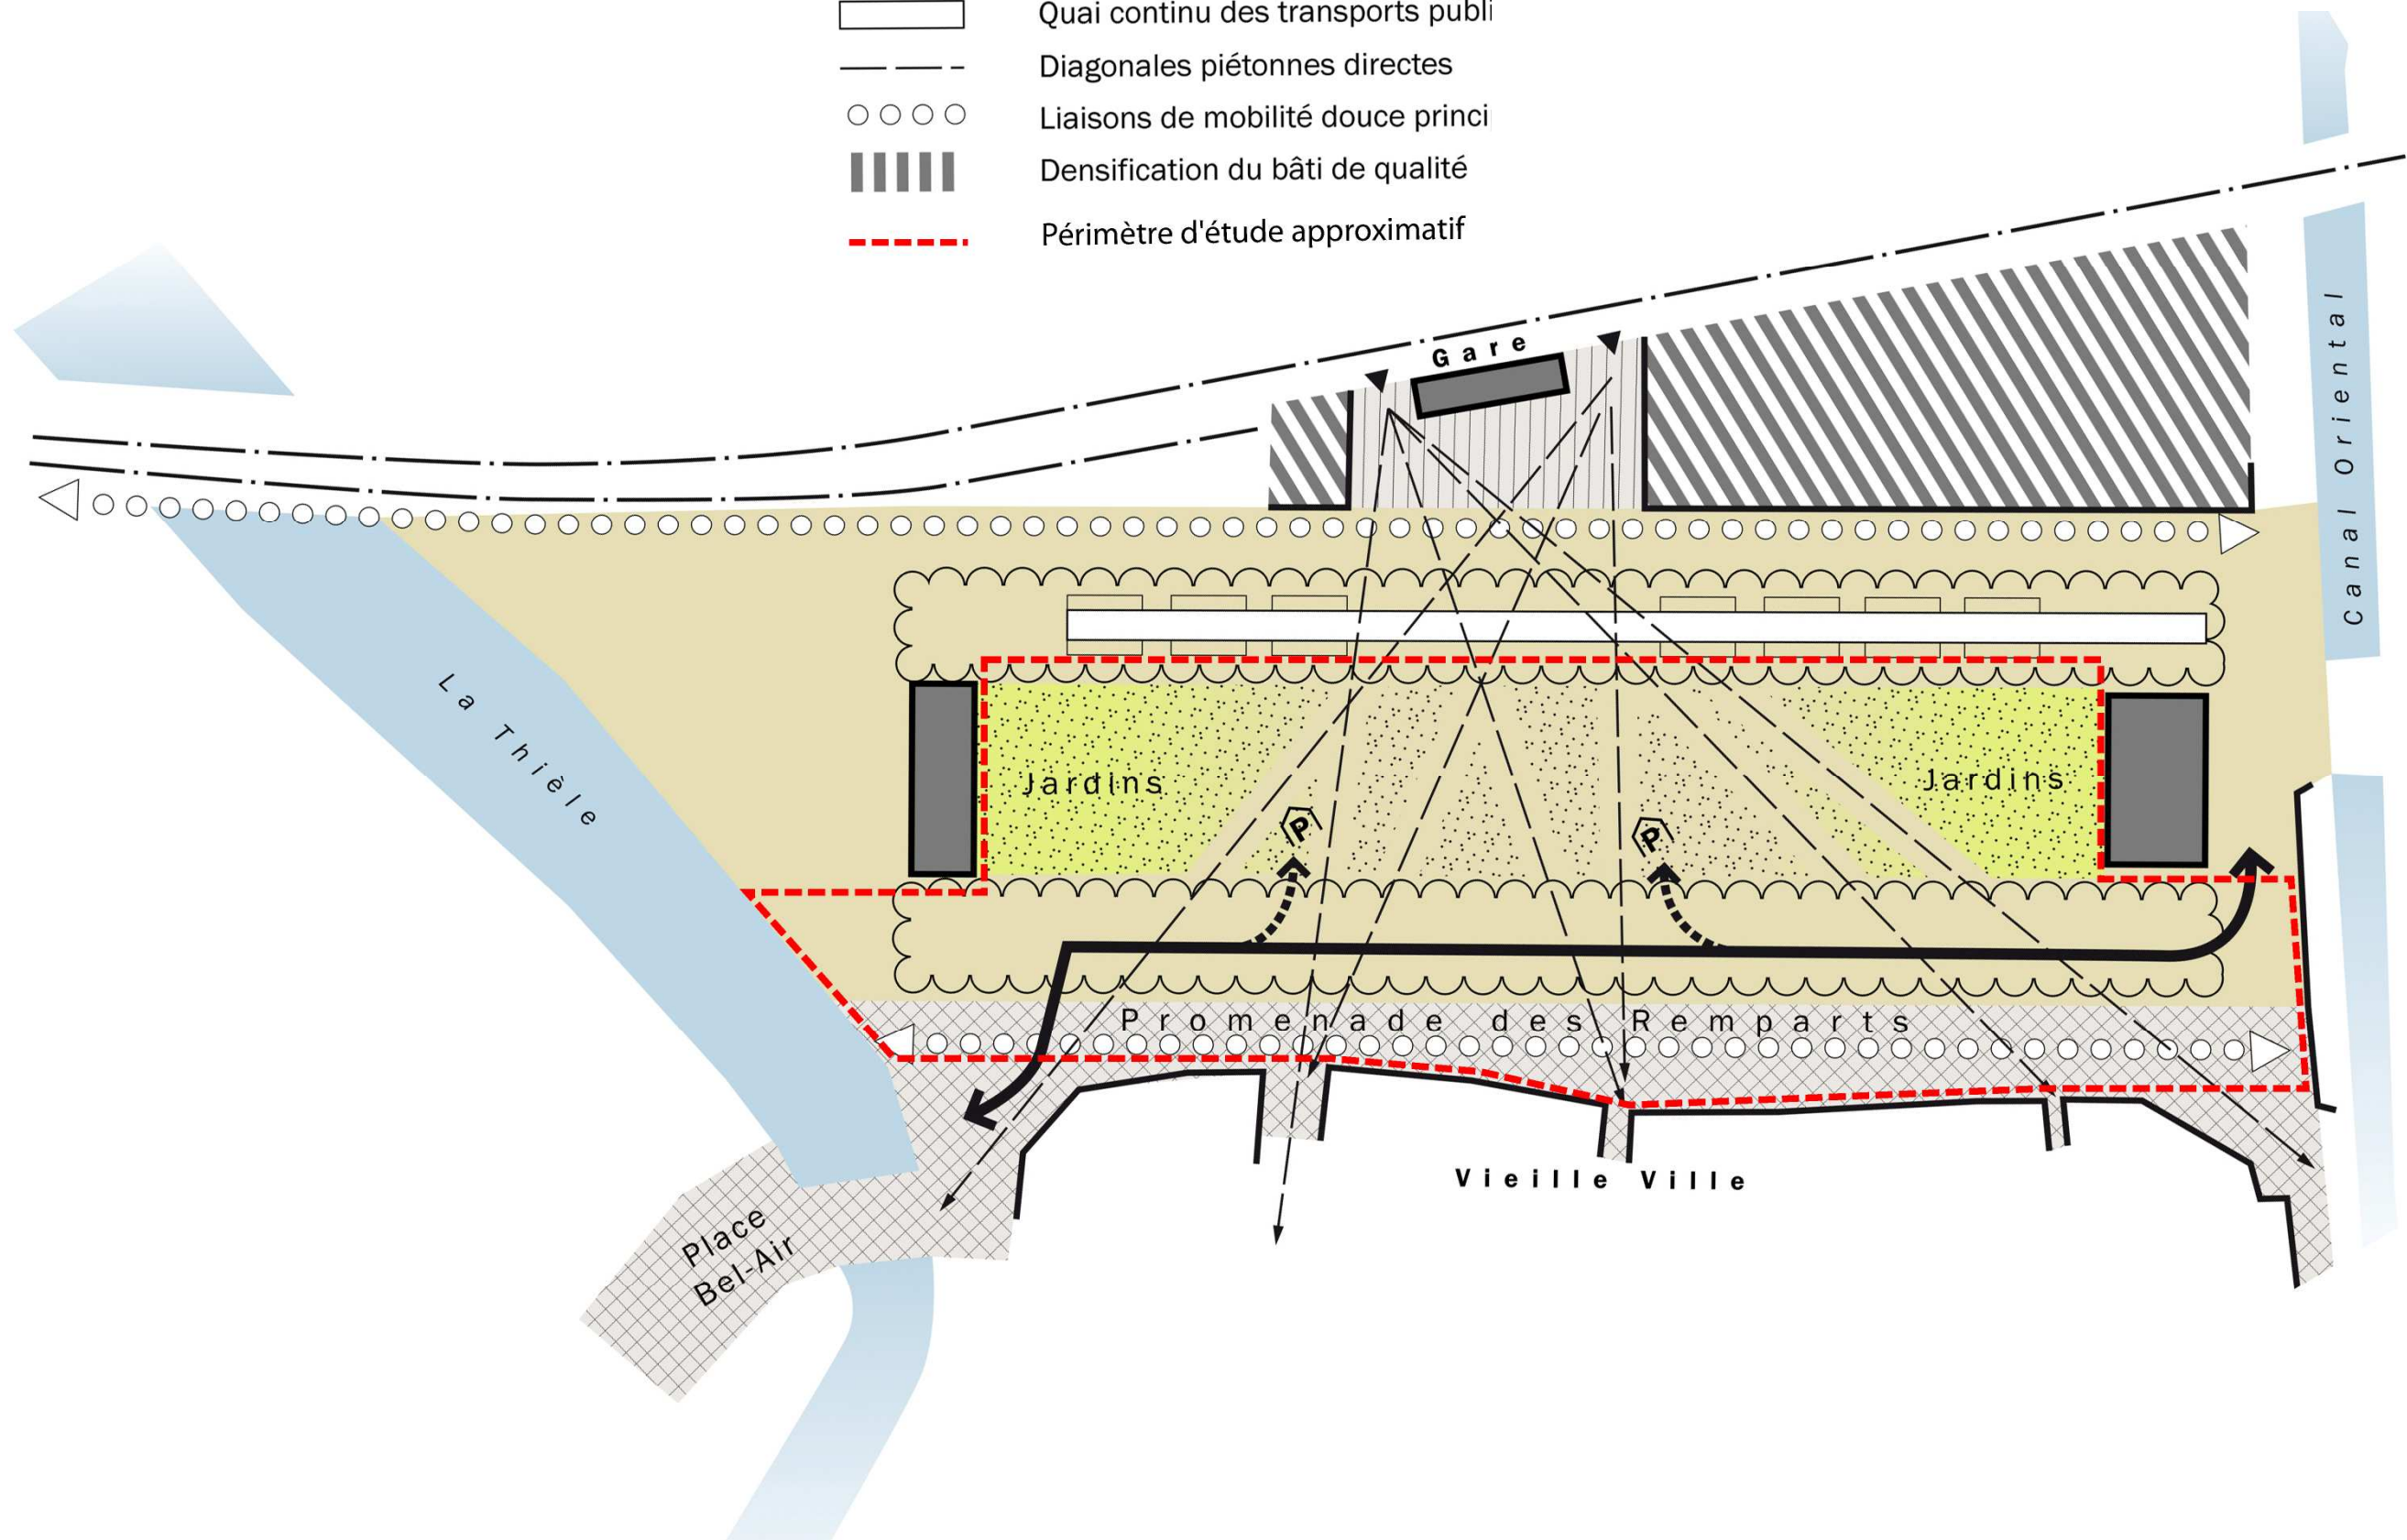 Quai continu des transports publi
Diagonales piétonnes directes
Liaisons de mobilité douce princi
Densification du bâti de qualité
Périmètre d'étude approximatif
Gare
Canal Oriental
La Thièle
Jardins
Jardins
P
P
Promenade des Remparts
Vieille Ville
Place
Bel-Air